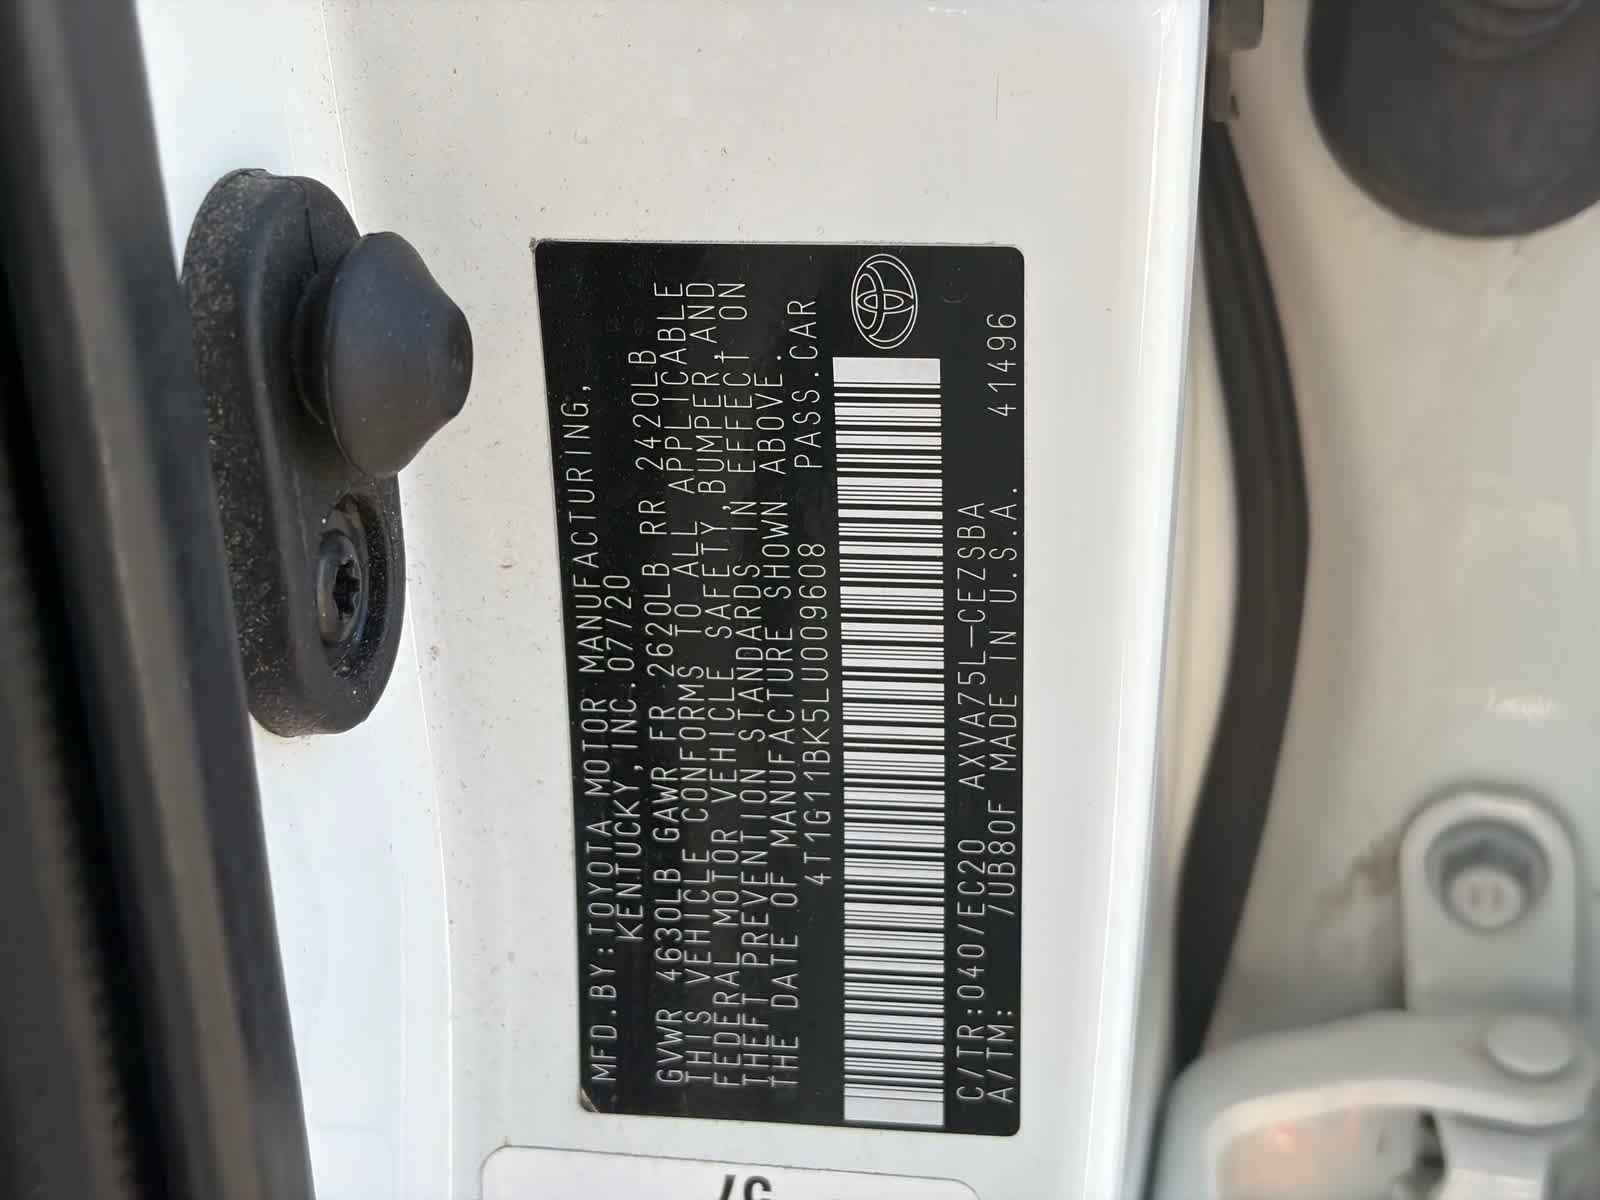 MFD.BY:TOYOTA MOTOR MANUFACTURING,
KENTUCKY,INC.07/20
GVWR 4630LB GAWR FR 2620LB RR 2420LB
THIS VEHICLE CONFORMS TO ALL APPLICABLE
FEDERAL MOTOR VEHICLE SAFETY,BUMPER,AND
THEFT PREVENTION STANDARDS IN EFFECT ON
THE DATE OF MANUFACTURE SHOWN ABOVE.
4T1G11BK5LU009608 PASS.CAR
C/TR:040/EC20 AXVA75L-CEZSBA
A/TM: /UB80F MADE IN U.S.A. 41496